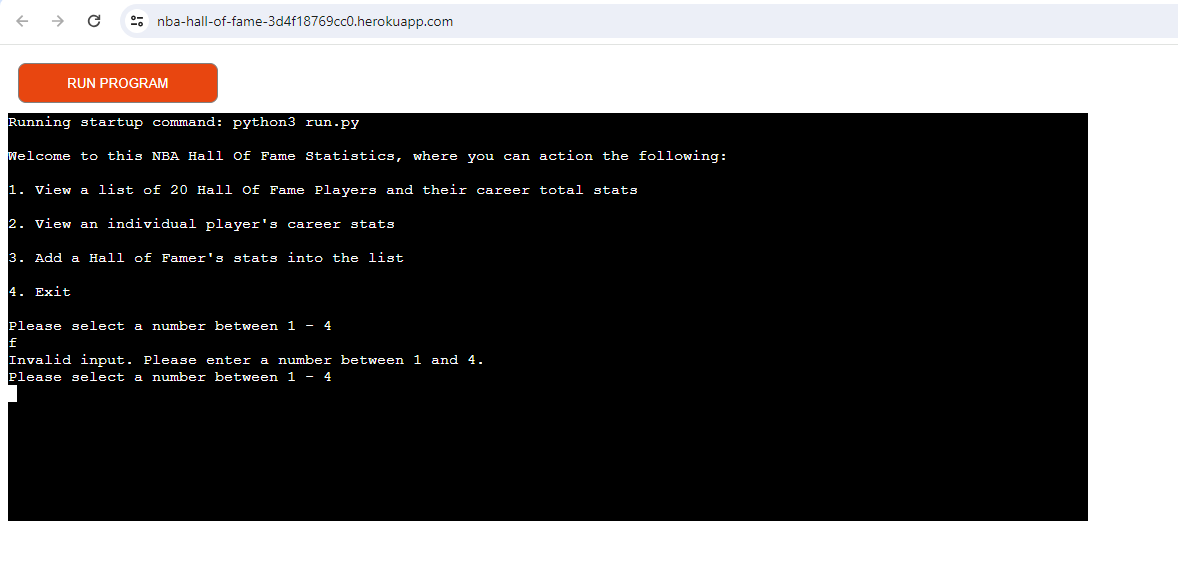 nba-hall-of-fame-3d4f18769cc0.herokuapp.com
RUN PROGRAM
Running startup command: python3 run.py
Welcome to this NBA Hall Of Fame Statistics, where you can action the following:
1. View a list of 20 Hall Of Fame Players and their career total stats
2. View an individual player's career stats
3. Add a Hall of Famer's stats into the list
4. Exit
Please select a number between 1 - 4
f
Invalid input. Please enter a number between 1 and 4.
Please select a number between 1 - 4